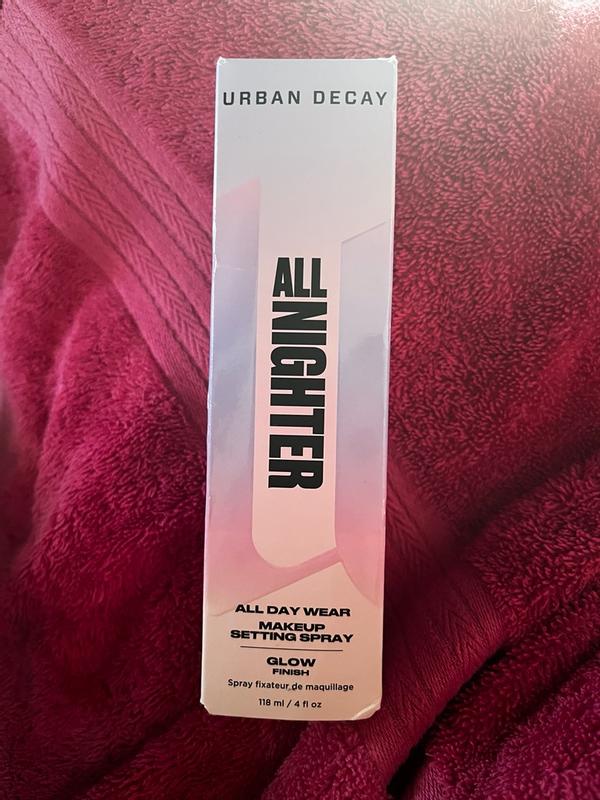 URBAN DECAY
ALL
NIGHTER
ALL DAY WEAR
MAKEUP
SETTING SPRAY
GLOW
FINISH
Spray fixateur de maquillage
118 ml / 4 fl oz